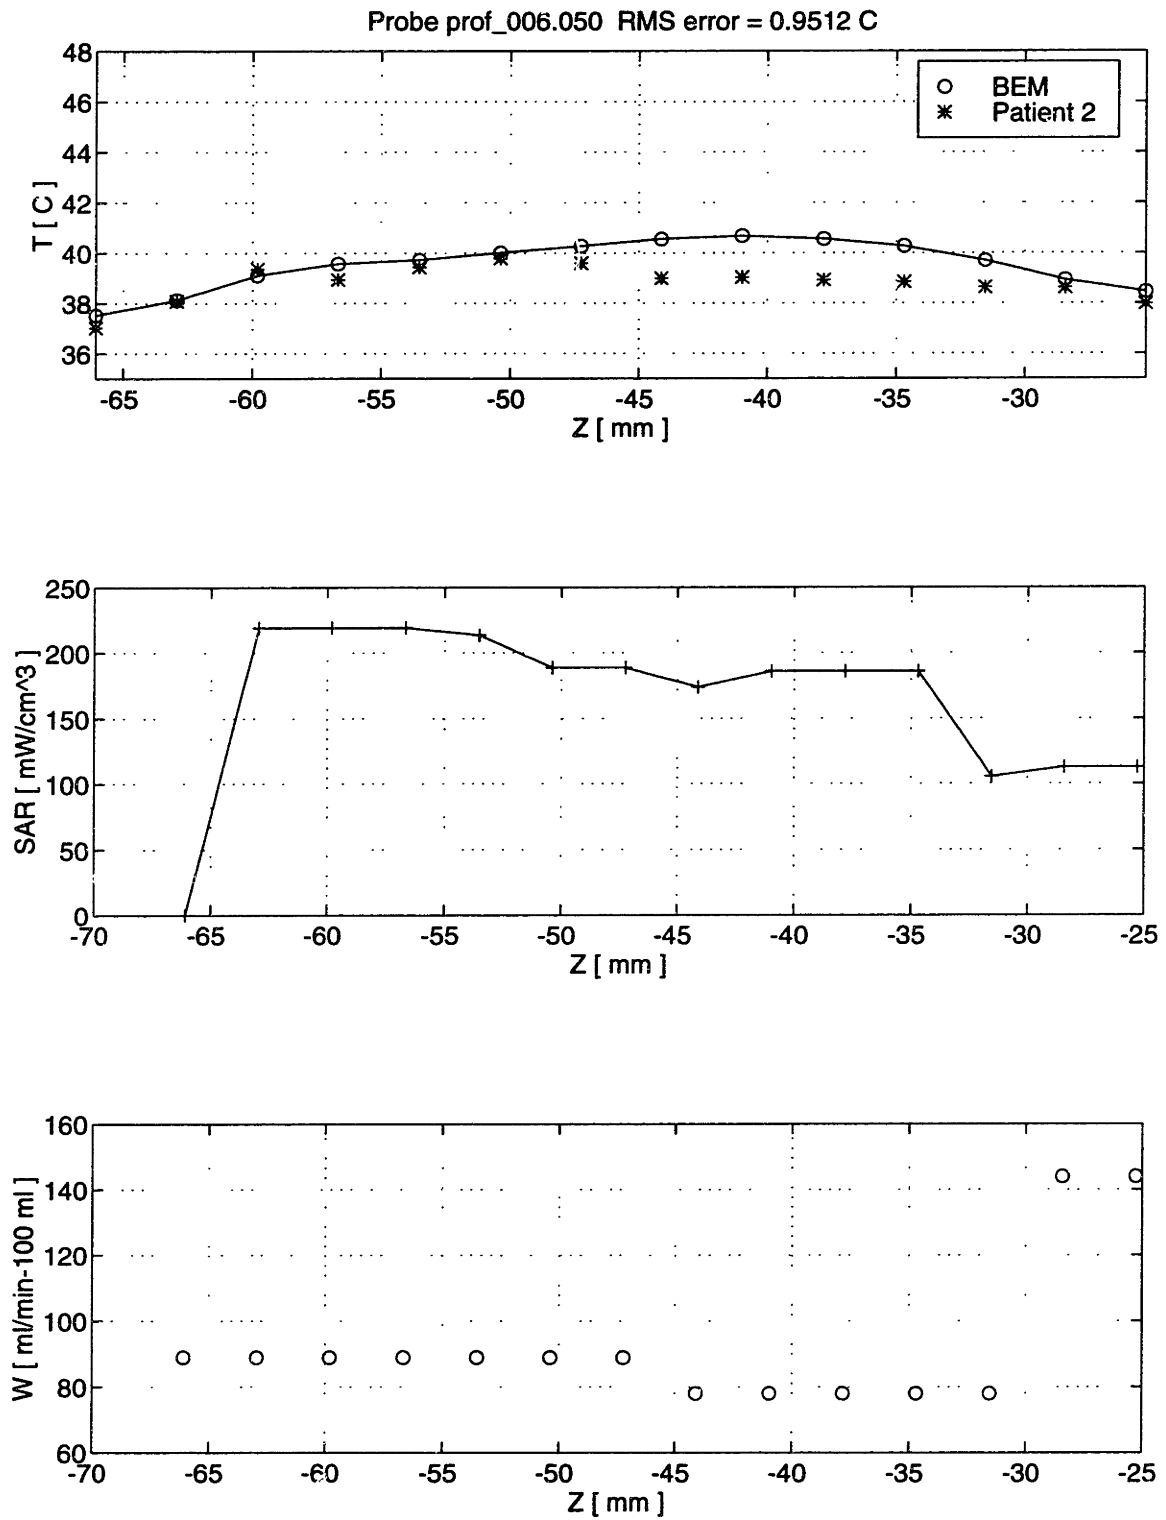 Probe prof_006.050 RMS error = 0.9512 C
48
46
44
42
40
38
36
T [ C ]
BEM
Patient 2
-65 -60 -55 -50 -45 -40 -35 -30
Z [ mm ]
250
200
150
100
50
0
SAR [ mW/cm^3 ]
-70 -65 -60 -55 -50 -45 -40 -35 -30 -25
Z [ mm ]
160
140
120
100
80
60
W [ ml/min-100 ml ]
-70 -65 -60 -55 -50 -45 -40 -35 -30 -25
Z [ mm ]